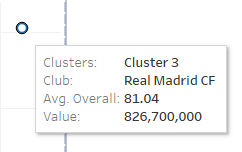 Clusters: Cluster 3
Club: Real Madrid CF
Avg. Overall: 81.04
Value: 826,700,000